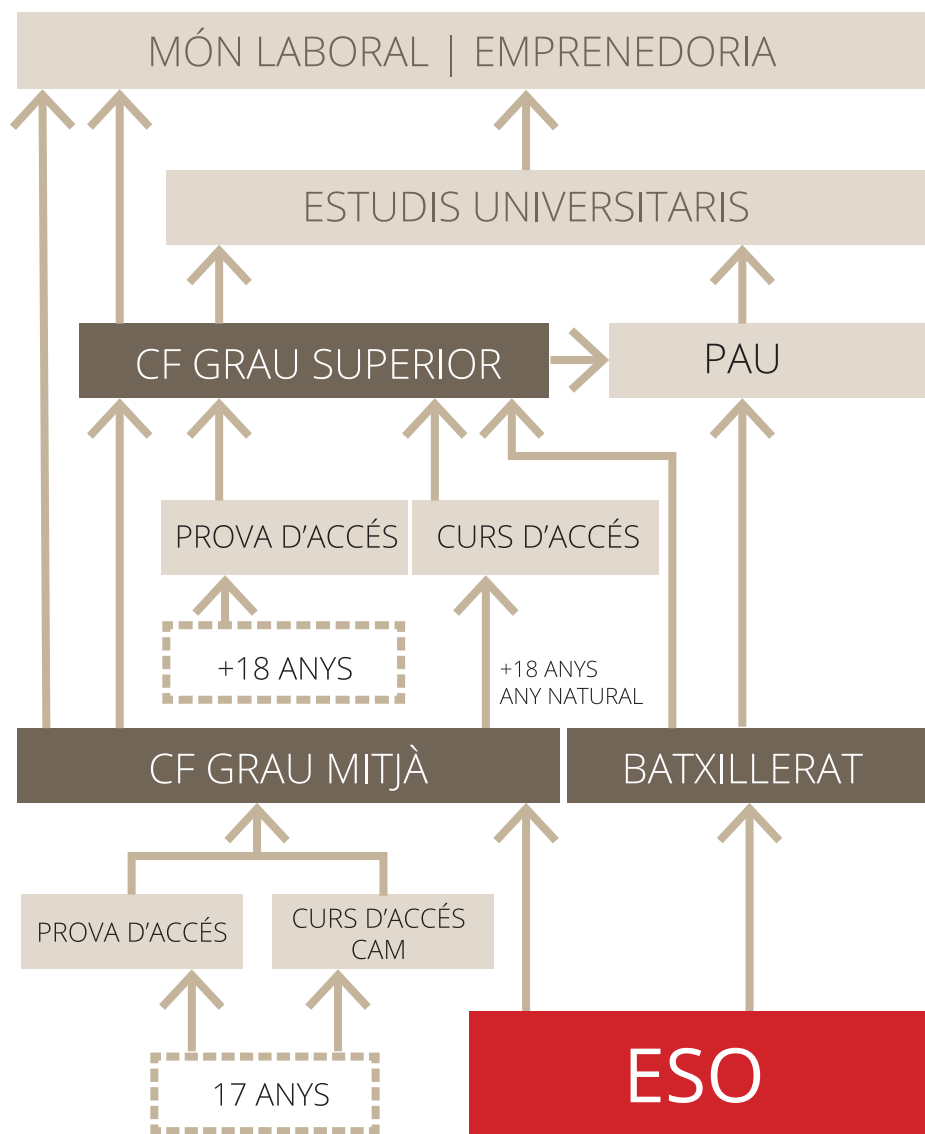 MÓN LABORAL | EMPRENEDORIA
ESTUDIS UNIVERSITARIS
CF GRAU SUPERIOR
PAU
PROVA D’ACCÉS
CURS D’ACCÉS
+18 ANYS
+18 ANYS
ANY NATURAL
CF GRAU MITJÀ
BATXILLERAT
PROVA D’ACCÉS
CURS D’ACCÉS
CAM
17 ANYS
ESO